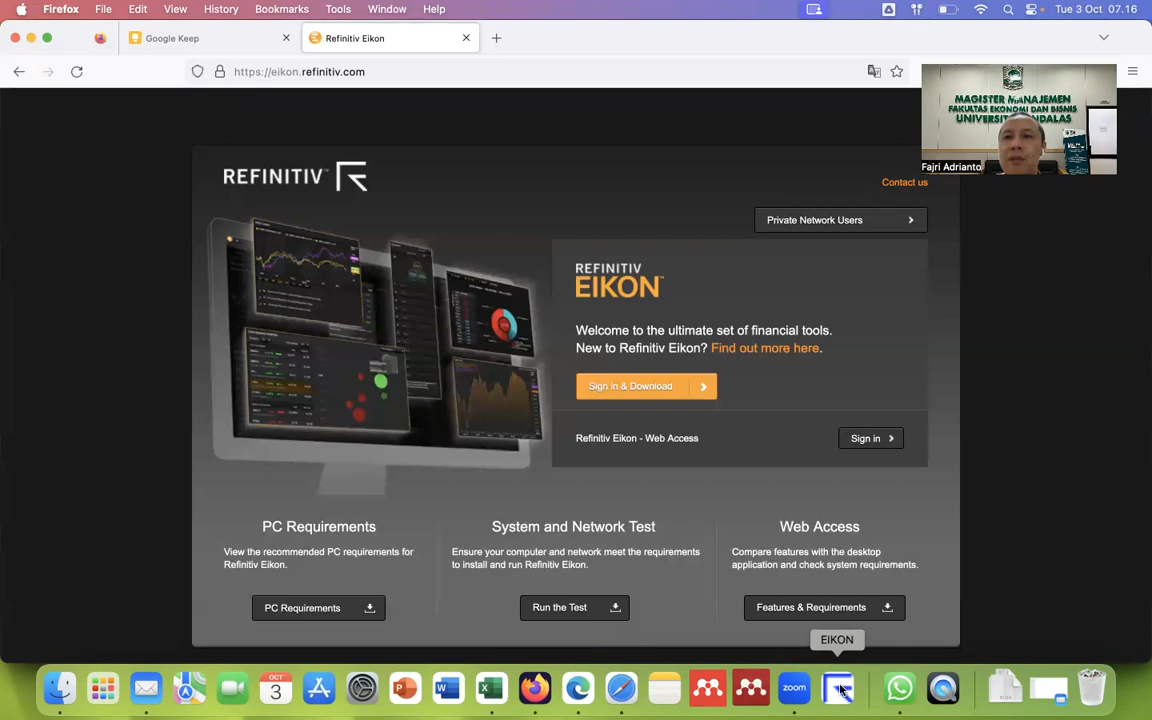 Firefox File Edit View History Bookmarks Tools Window Help Tue 3 Oct 07.16
Google Keep
Refinitiv Eikon
https://eikon.refinitiv.com
MAGISTER MANAJEMEN
FAKULTAS EKONOMI DAN BISNIS
Fajri Adrianto
REFINITIV
Contact us
Private Network Users
REFINITIV
EIKON™
Welcome to the ultimate set of financial tools.
New to Refinitiv Eikon? Find out more here.
Sign in & Download
Refinitiv Eikon - Web Access
Sign in
PC Requirements
View the recommended PC requirements for
Refinitiv Eikon.
PC Requirements
System and Network Test
Ensure your computer and network meet the requirements
to install and run Refinitiv Eikon.
Run the Test
Web Access
Compare features with the desktop
application and check system requirements.
Features & Requirements
EIKON
OCT
3
zoom